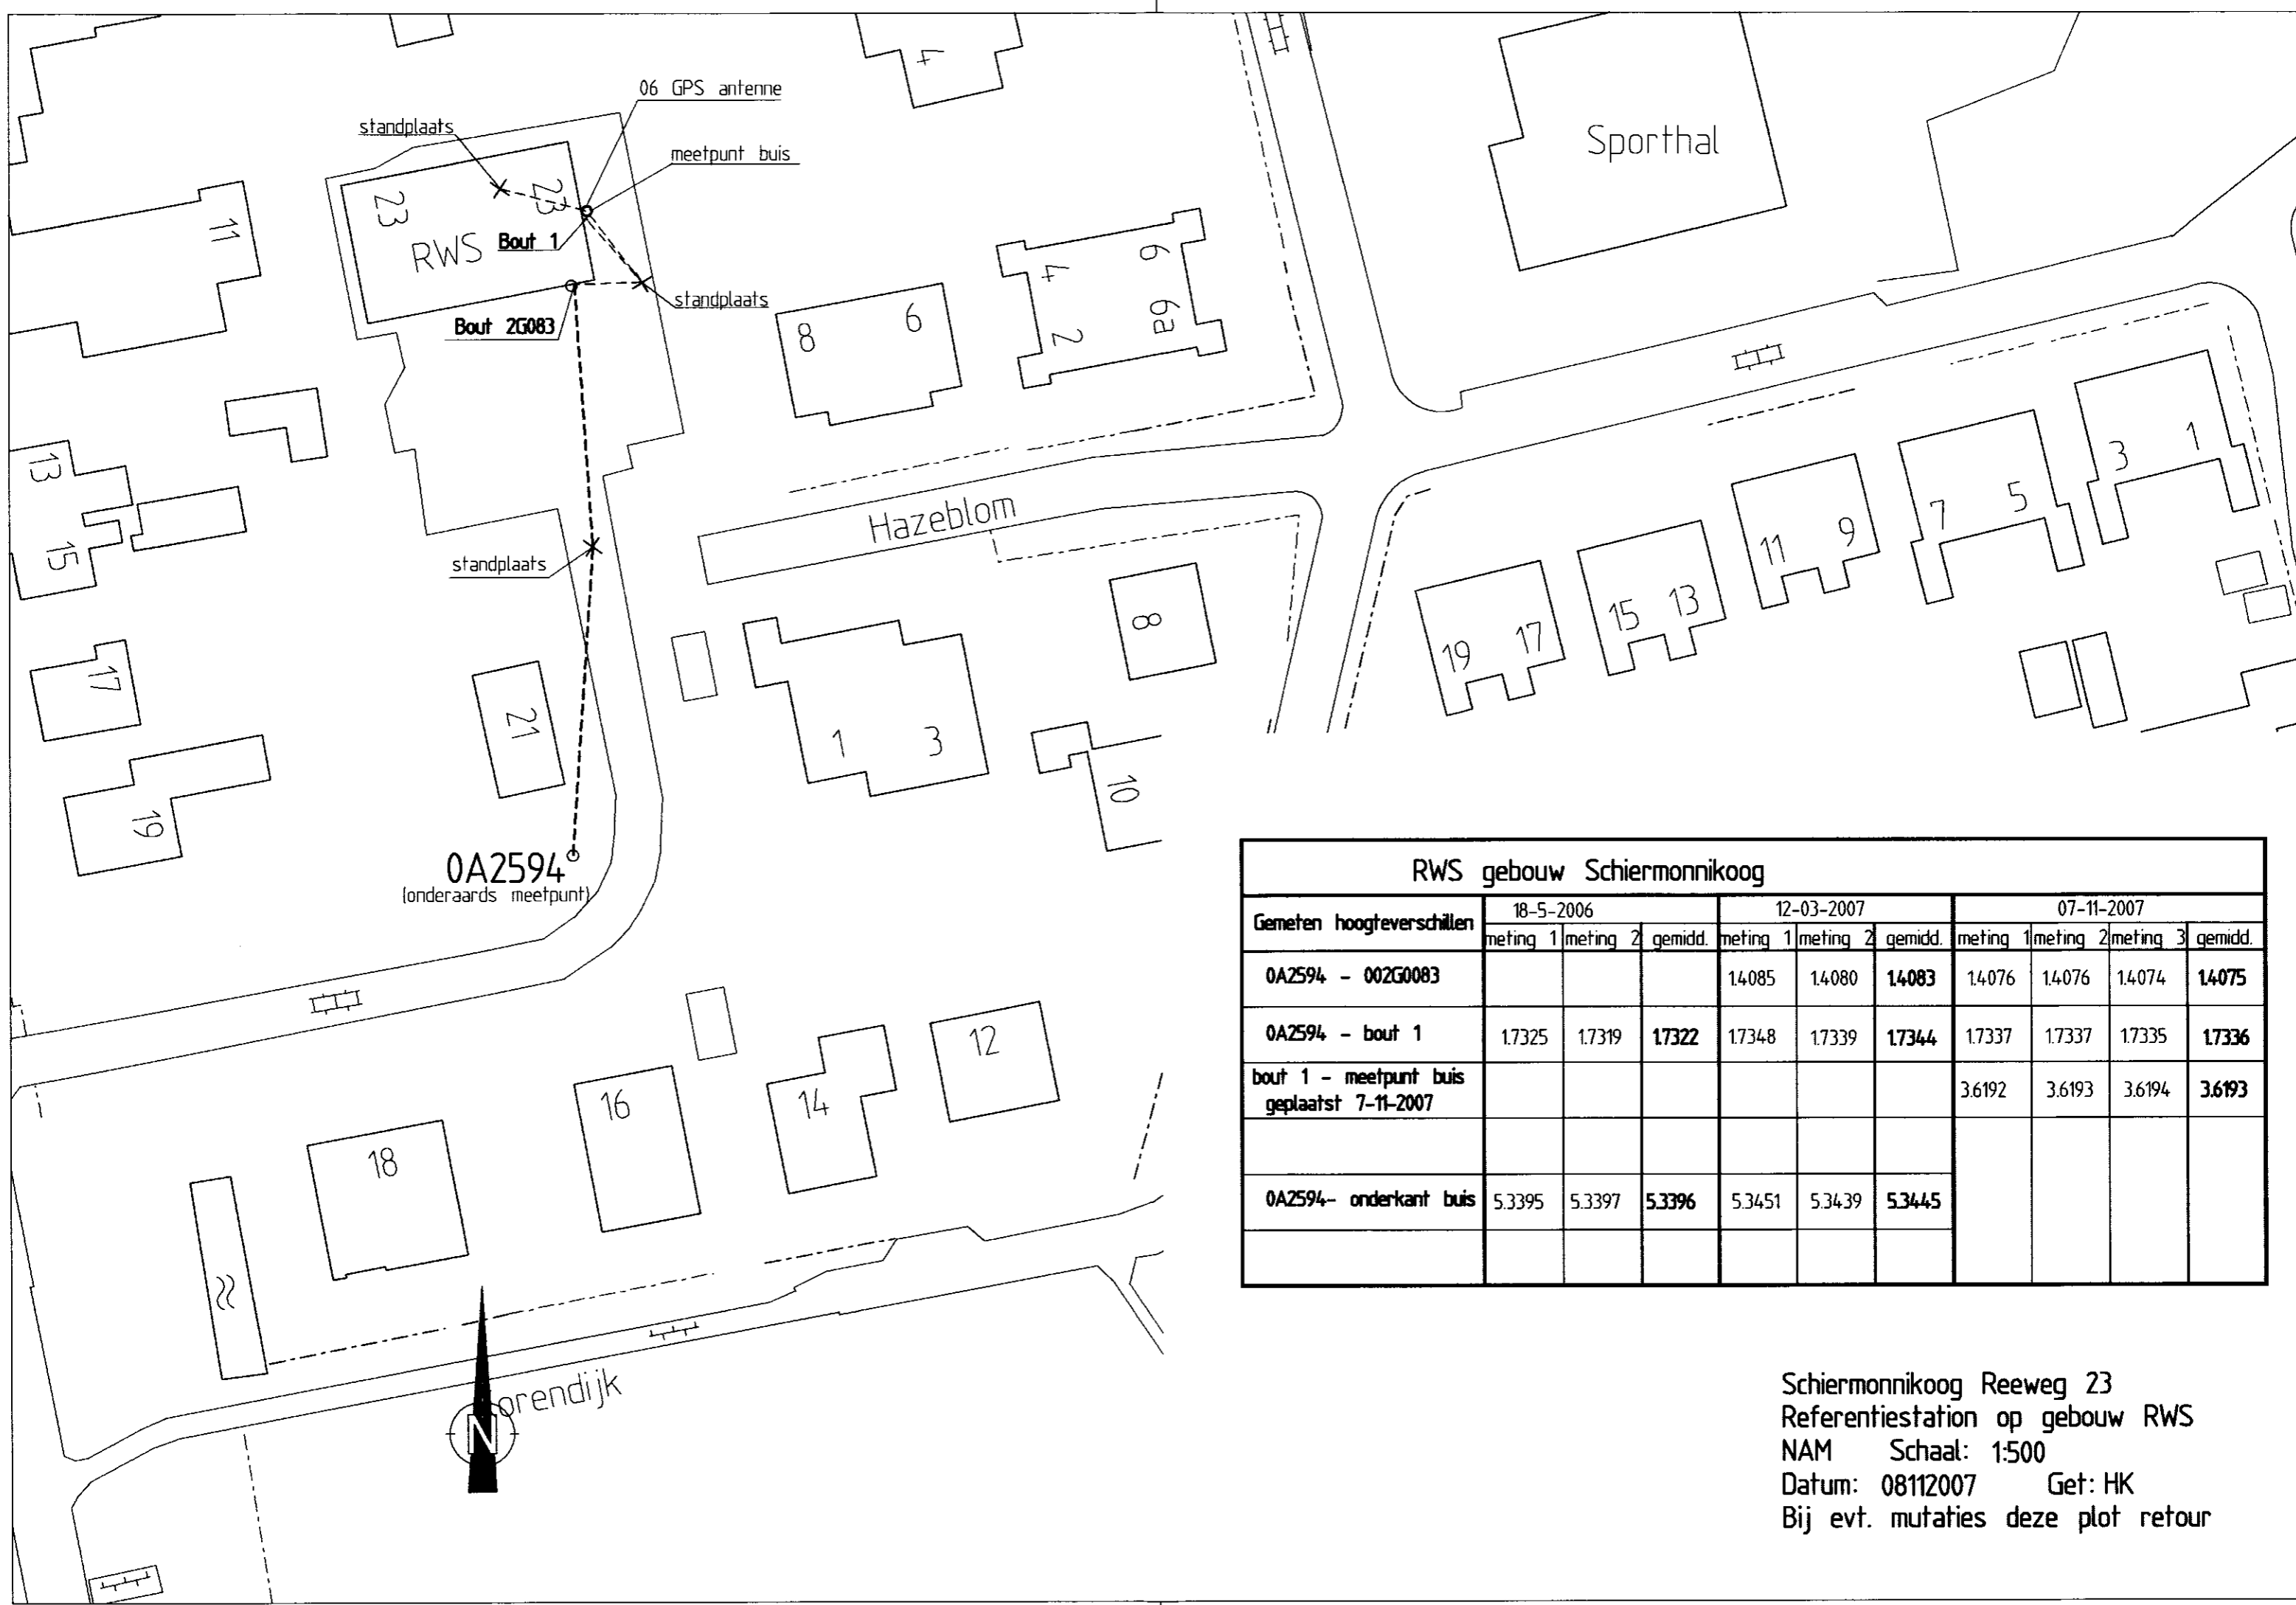 06 GPS antenne
standplaats
meetpunt buis
4
Sporthal
23
23
11
RWS
Bout 1
standplaats
Bout 2G083
8
6
4
2
6
6a
13
15
Hazeblom
standplaats
3
1
7
5
11
9
15
13
19
17
8
17
21
1
3
10
19
0A2594
(onderaards meetpunt)
12
16
14
18
22
orendijk
N
RWS gebouw Schiermonnikoog
Gemeten hoogteverschillen 18-5-2006 12-03-2007 07-11-2007
meting 1 meting 2 gemidd. meting 1 meting 2 gemidd. meting 1 meting 2 meting 3 gemidd.
0A2594 - 002G0083 1.4085 1.4080 1.4083 1.4076 1.4076 1.4074 1.4075
0A2594 - bout 1 1.7325 1.7319 1.7322 1.7348 1.7339 1.7344 1.7337 1.7337 1.7335 1.7336
bout 1 - meetpunt buis
geplaatst 7-11-2007 3.6192 3.6193 3.6194 3.6193
0A2594- onderkant buis 5.3395 5.3397 5.3396 5.3451 5.3439 5.3445
Schiermonnikoog Reeweg 23
Referentiestation op gebouw RWS
NAM Schaal: 1:500
Datum: 08112007 Get: HK
Bij evt. mutaties deze plot retour